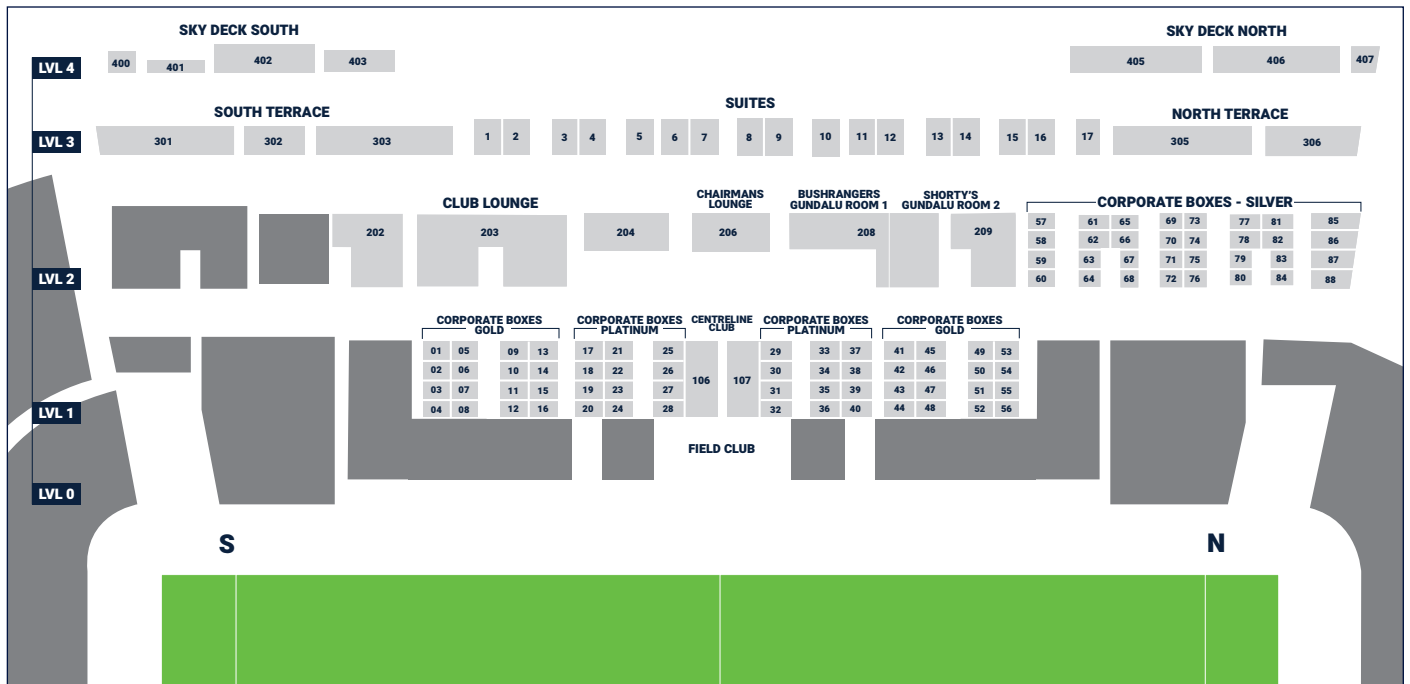 SKY DECK SOUTH
SKY DECK NORTH
LVL 4
400
401
402
403
405
406
407
SOUTH TERRACE
SUITES
NORTH TERRACE
LVL 3
301
302
303
1 2 3 4 5 6 7 8 9 10 11 12 13 14 15 16 17
305
306
CLUB LOUNGE
CHAIRMANS
LOUNGE
BUSHRANGERS
GUNDALU ROOM 1
SHORTY'S
GUNDALU ROOM 2
CORPORATE BOXES - SILVER
LVL 2
202
203
204
206
208
209
57 61 65 69 73 77 81 85
58 62 66 70 74 78 82 86
59 63 67 71 75 79 83 87
60 64 68 72 76 80 84 88
CORPORATE BOXES
GOLD
CORPORATE BOXES
PLATINUM
CENTRELINE
CLUB
CORPORATE BOXES
PLATINUM
CORPORATE BOXES
GOLD
LVL 1
01 05 09 13 17 21 25
02 06 10 14 18 22 26
03 07 11 15 19 23 27
04 08 12 16 20 24 28
106
107
29 33 37 41 45 49 53
30 34 38 42 46 50 54
31 35 39 43 47 51 55
32 36 40 44 48 52 56
FIELD CLUB
LVL 0
S
N